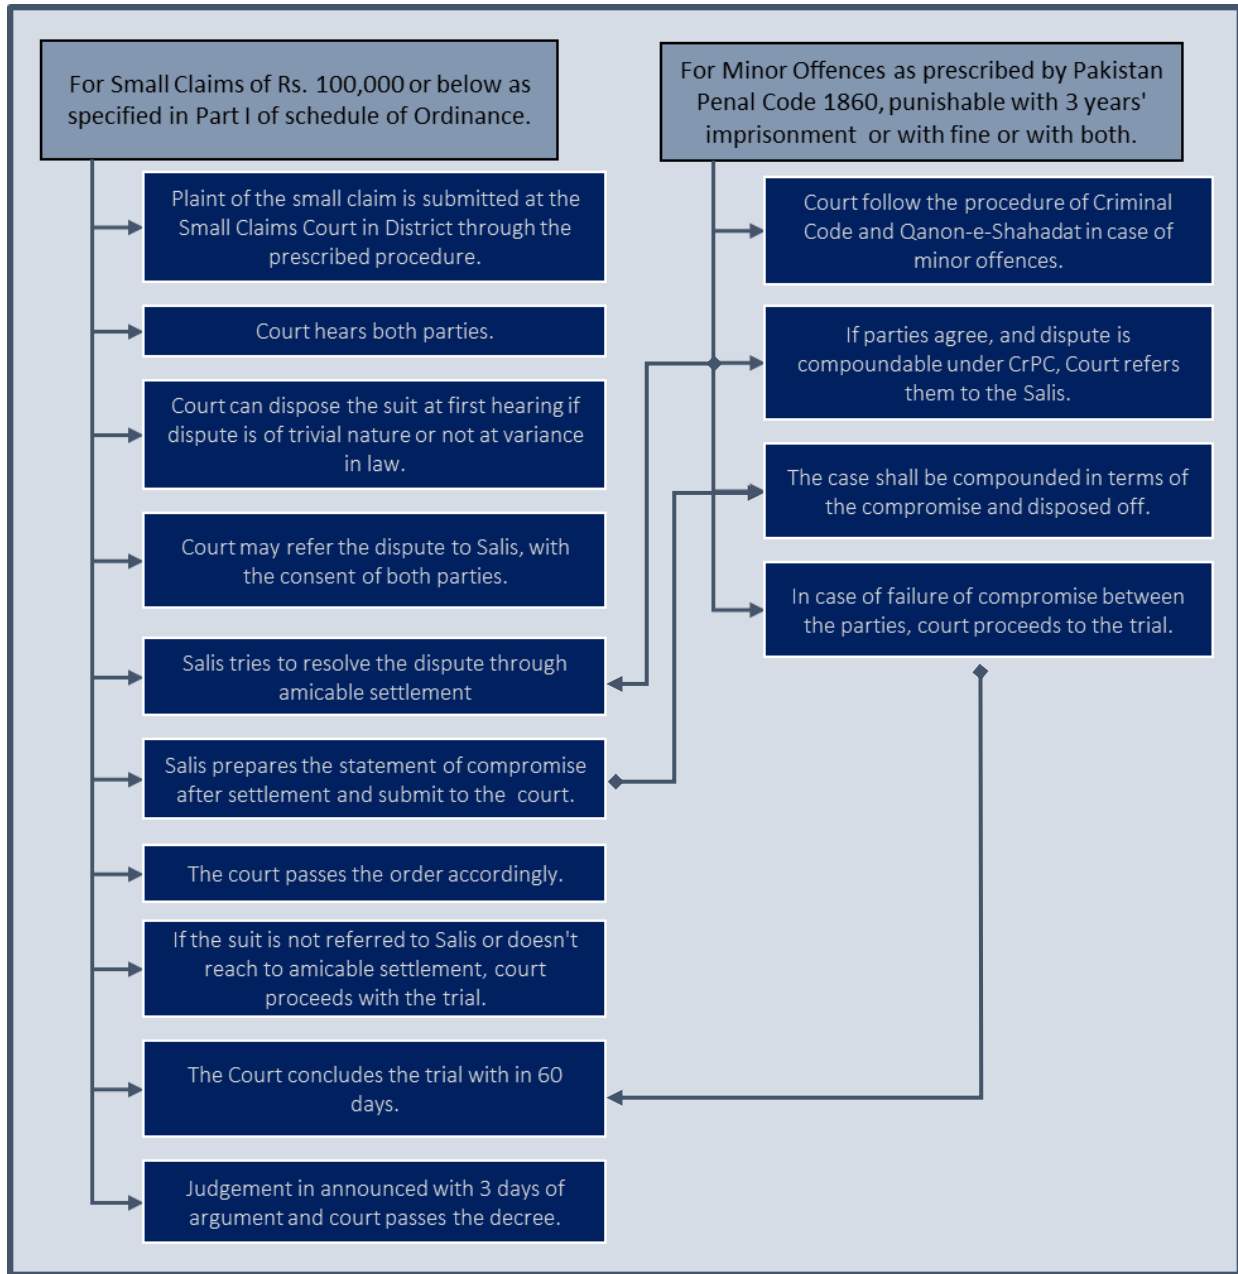 For Small Claims of Rs. 100,000 or below as
specified in Part I of schedule of Ordinance.
Plaint of the small claim is submitted at the
Small Claims Court in District through the
prescribed procedure.
Court hears both parties.
Court can dispose the suit at first hearing if
dispute is of trivial nature or not at variance
in law.
Court may refer the dispute to Salis, with
the consent of both parties.
Salis tries to resolve the dispute through
amicable settlement
Salis prepares the statement of compromise
after settlement and submit to the court.
The court passes the order accordingly.
If the suit is not referred to Salis or doesn't
reach to amicable settlement, court
proceeds with the trial.
The Court concludes the trial with in 60
days.
Judgement in announced with 3 days of
argument and court passes the decree.
For Minor Offences as prescribed by Pakistan
Penal Code 1860, punishable with 3 years'
imprisonment or with fine or with both.
Court follow the procedure of Criminal
Code and Qanon-e-Shahadat in case of
minor offences.
If parties agree, and dispute is
compoundable under CrPC, Court refers
them to the Salis.
The case shall be compounded in terms of
the compromise and disposed off.
In case of failure of compromise between
the parties, court proceeds to the trial.